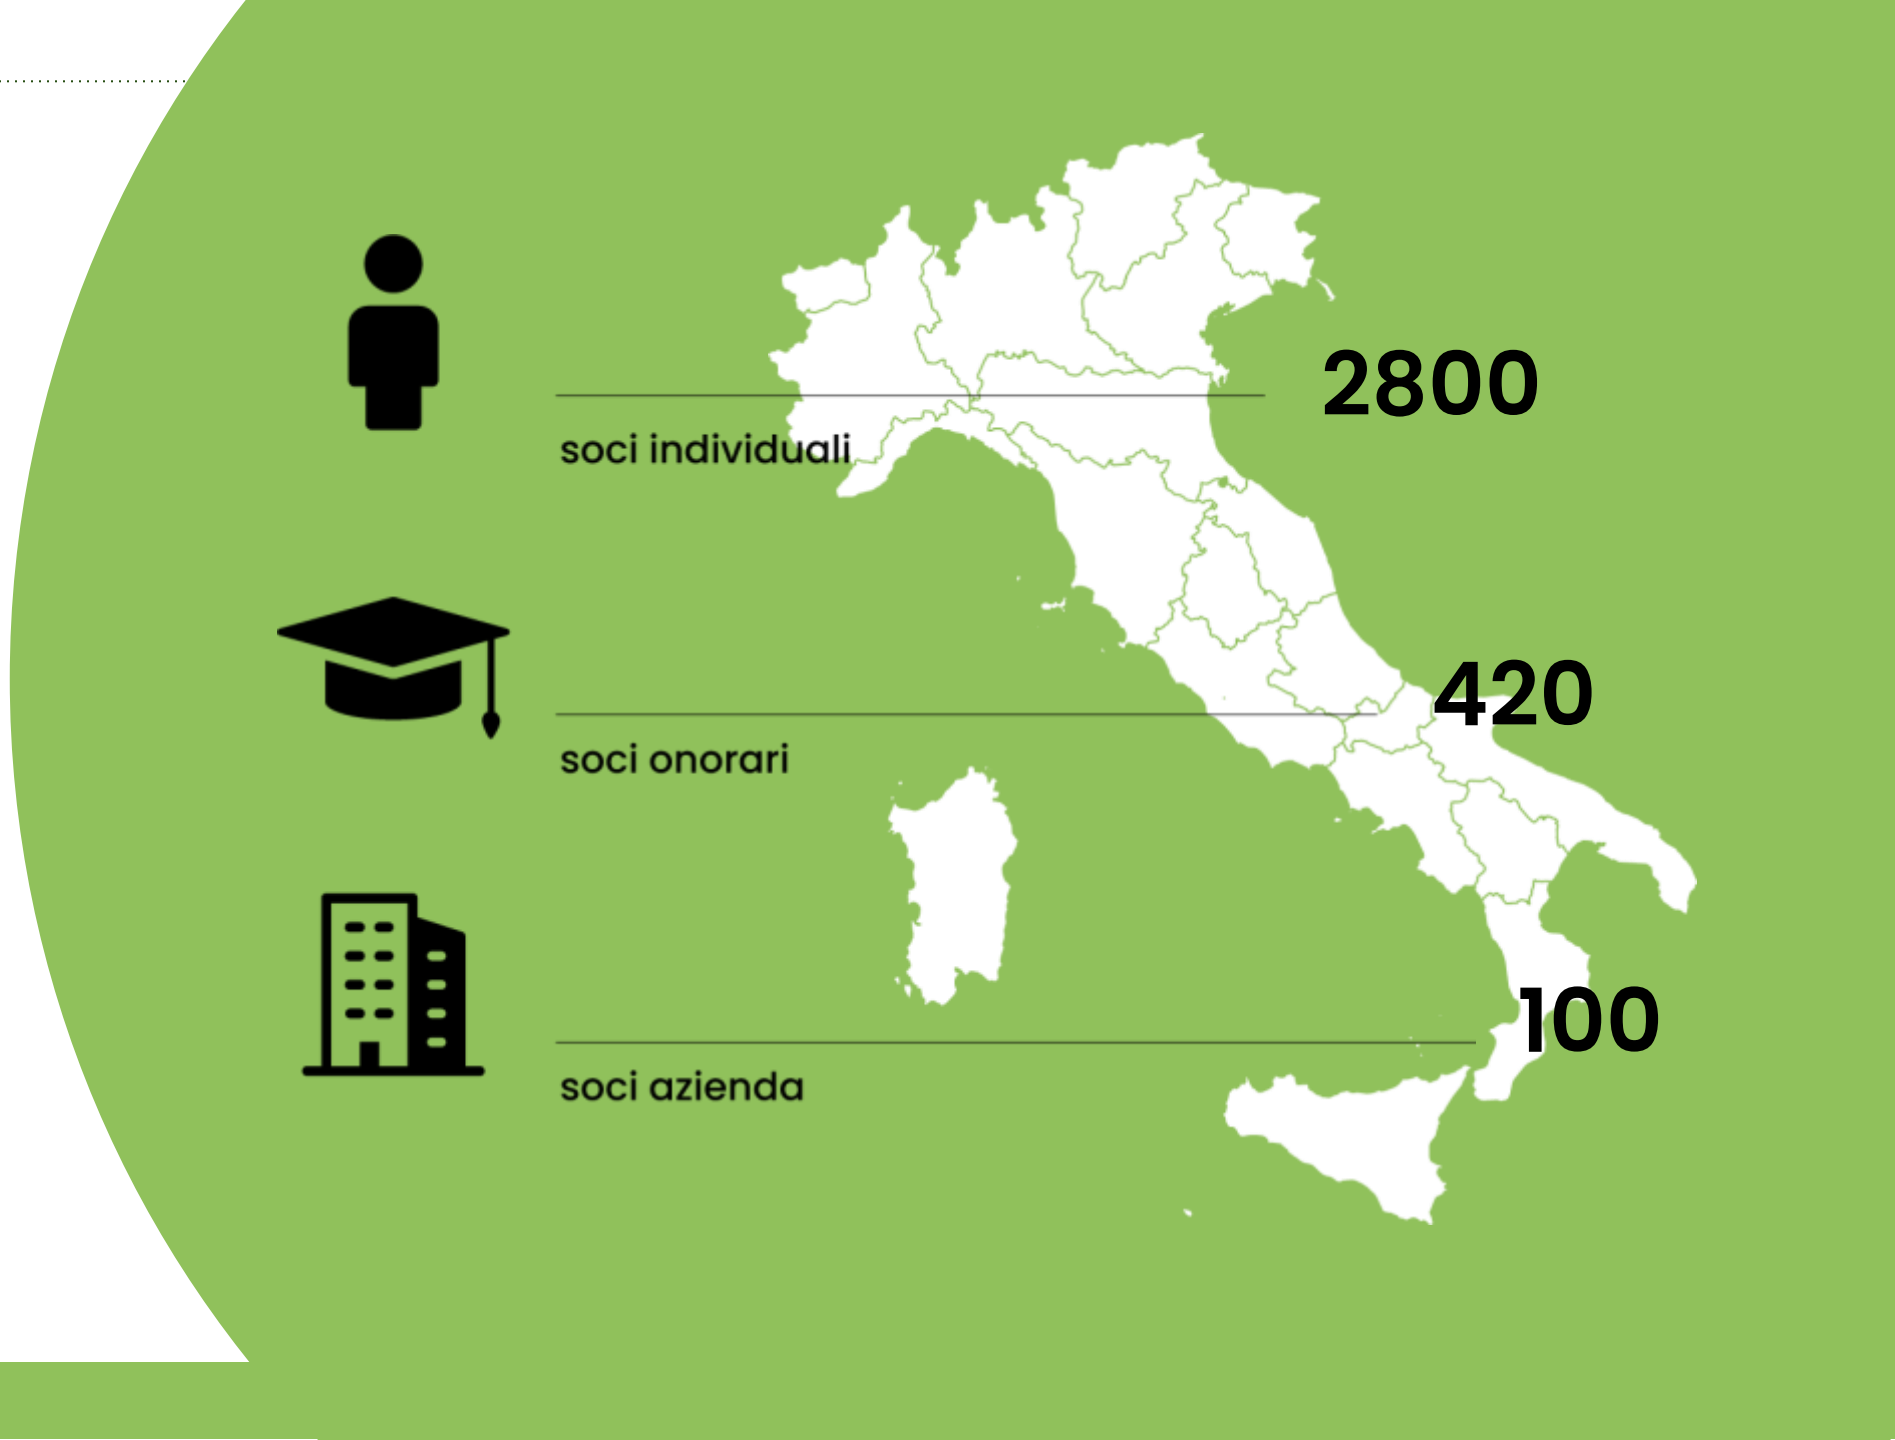 2800
soci individuali
420
soci onorari
100
soci azienda